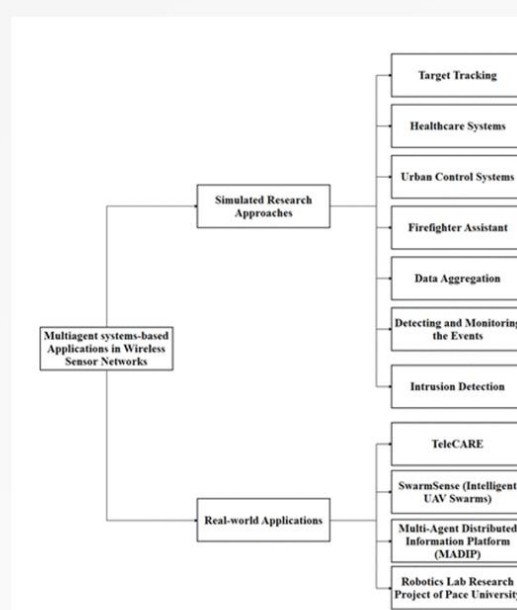 Target Tracking
Healthcare Systems
Urban Control Systems
Simulated Research
Approaches
Firefighter Assistant
Data Aggregation
Detecting and Monitoring
the Events
Multiagent systems-based
Applications in Wireless
Sensor Networks
Intrusion Detection
TeleCARE
SwarmSense (Intelligent
UAV Swarms)
Real-world Applications
Multi-Agent Distributed
Information Platform
(MADIP)
Robotics Lab Research
Project of Pace University